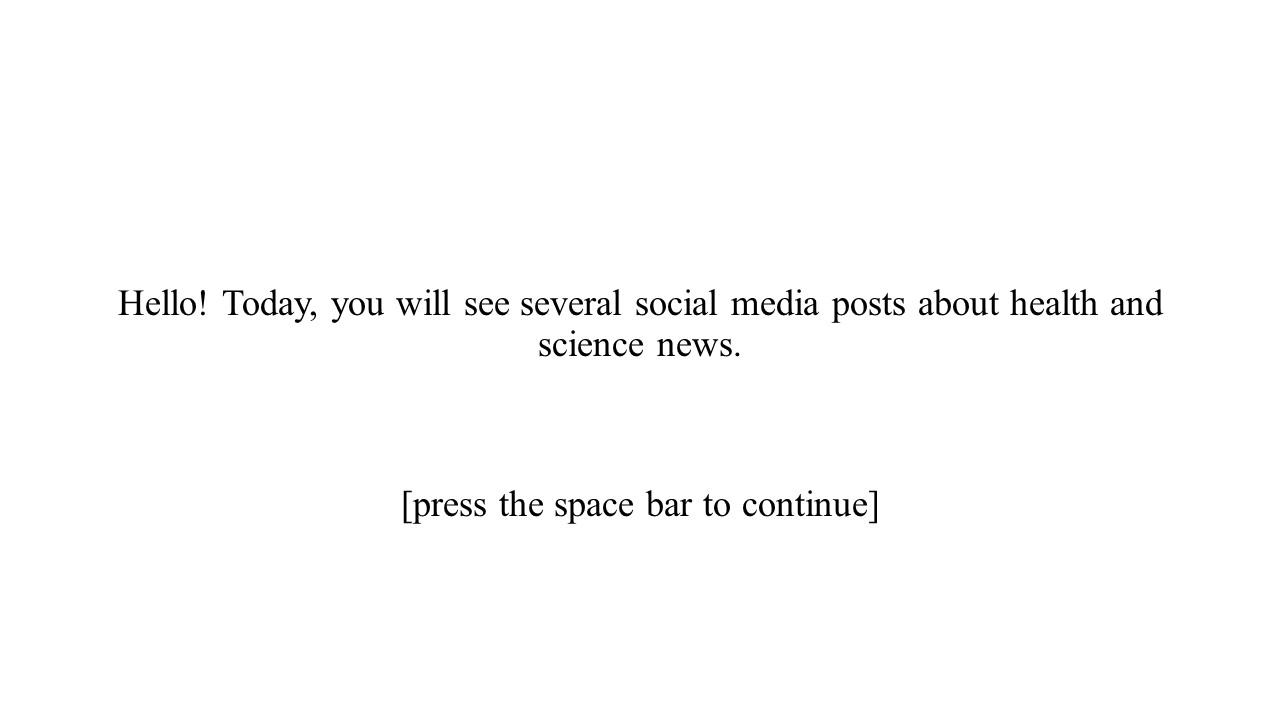 Hello! Today, you will see several social media posts about health and
science news.
[press the space bar to continue]